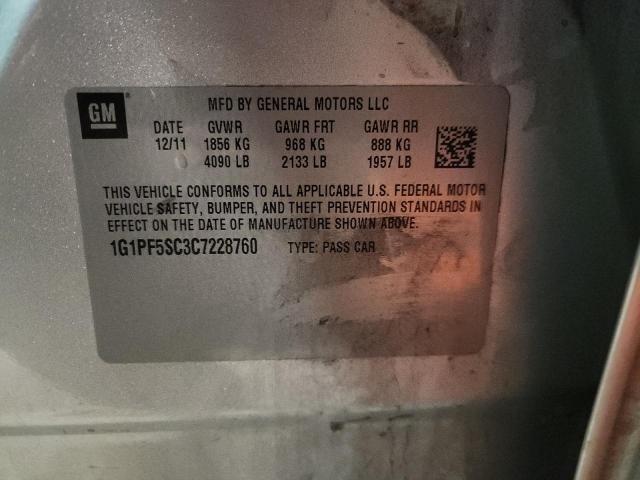 GM
MFD BY GENERAL MOTORS LLC
DATE GVWR GAWR FRT GAWR RR
12/11 1856 KG 968 KG 888 KG
4090 LB 2133 LB 1957 LB
THIS VEHICLE CONFORMS TO ALL APPLICABLE U.S. FEDERAL MOTOR
VEHICLE SAFETY, BUMPER, AND THEFT PREVENTION STANDARDS IN
EFFECT ON THE DATE OF MANUFACTURE SHOWN ABOVE.
1G1PF5SC3C7228760 TYPE: PASS CAR